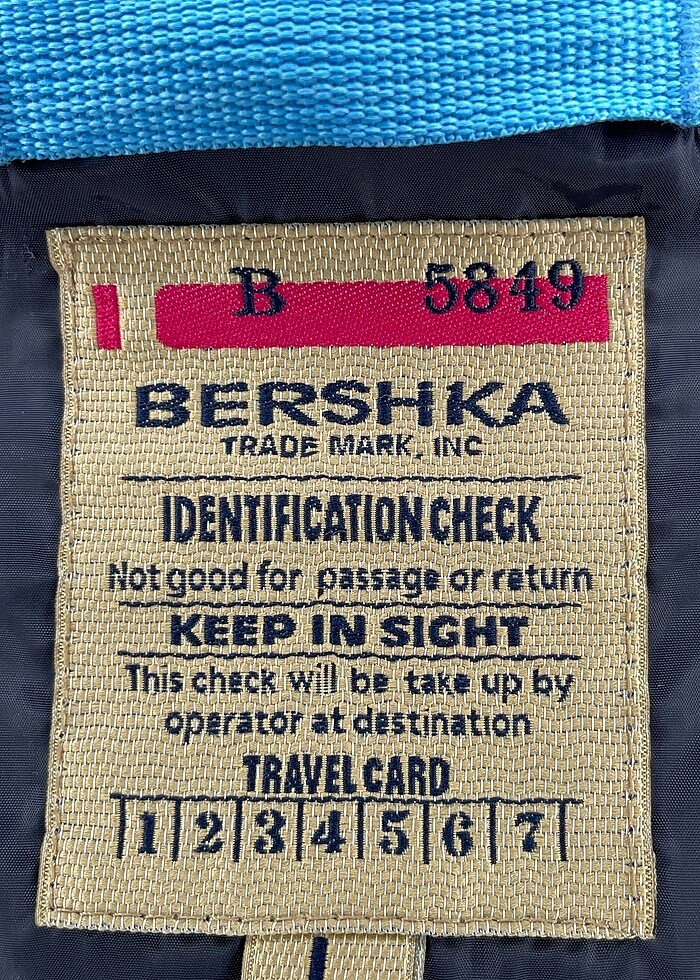 B 5849
BERSHKA
TRADE MARK, INC
IDENTIFICATION CHECK
Not good for passage or return
KEEP IN SIGHT
This check will be take up by
operator at destination
TRAVEL CARD
1 2 3 4 5 6 7